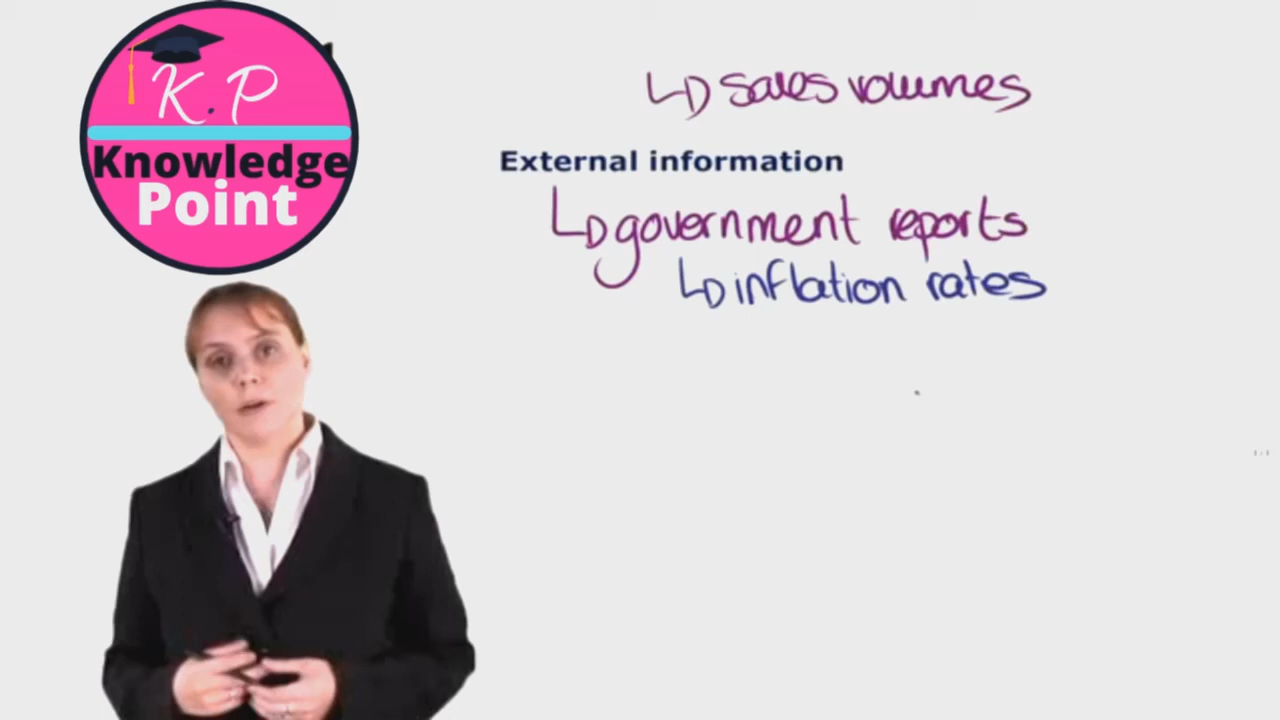 K.P
Knowledge
Point
sales volumes
External information
government reports
inflation rates